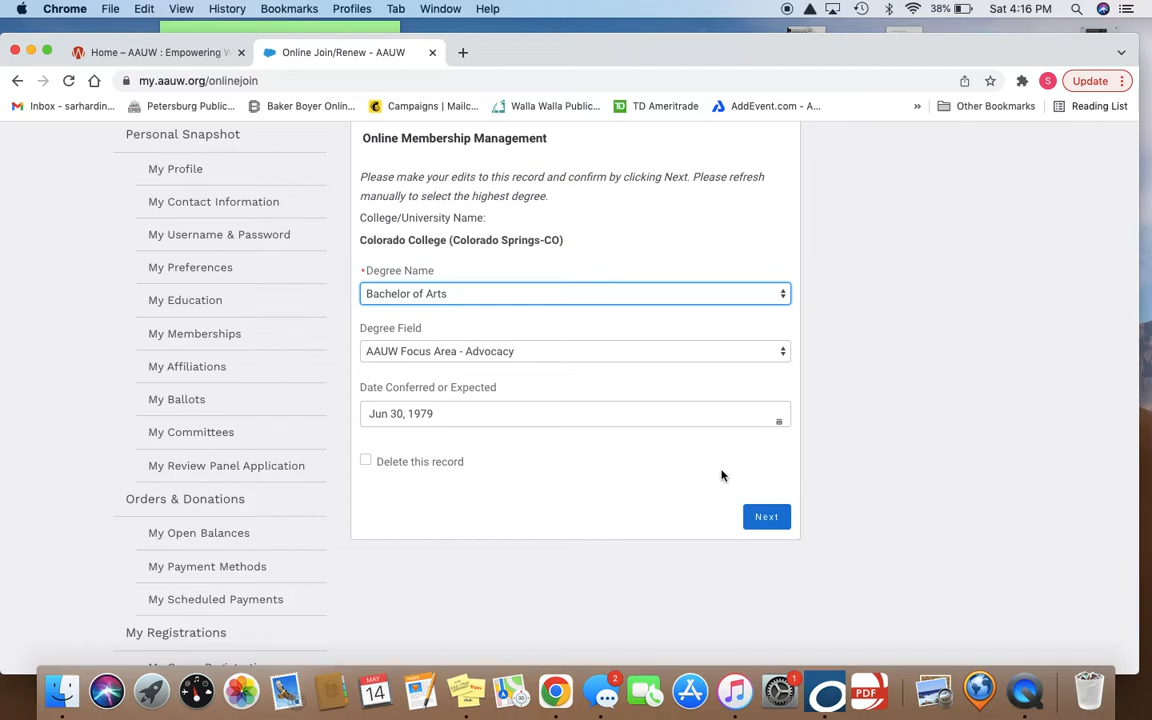 Chrome File Edit View History Bookmarks Profiles Tab Window Help 38% Sat 4:16 PM
Home – AAUW : Empowering W Online Join/Renew - AAUW
my.aauw.org/onlinejoin S Update
Inbox - sarhardin... Petersburg Public... Baker Boyer Onlin... Campaigns | Mailc... Walla Walla Public... TD Ameritrade AddEvent.com - A... » Other Bookmarks Reading List
Personal Snapshot
My Profile
My Contact Information
My Username & Password
My Preferences
My Education
My Memberships
My Affiliations
My Ballots
My Committees
My Review Panel Application
Orders & Donations
My Open Balances
My Payment Methods
My Scheduled Payments
My Registrations
Online Membership Management
Please make your edits to this record and confirm by clicking Next. Please refresh
manually to select the highest degree.
College/University Name:
Colorado College (Colorado Springs-CO)
*Degree Name
Bachelor of Arts
Degree Field
AAUW Focus Area - Advocacy
Date Conferred or Expected
Jun 30, 1979
Delete this record
Next
MAY
14
2
1
PDF